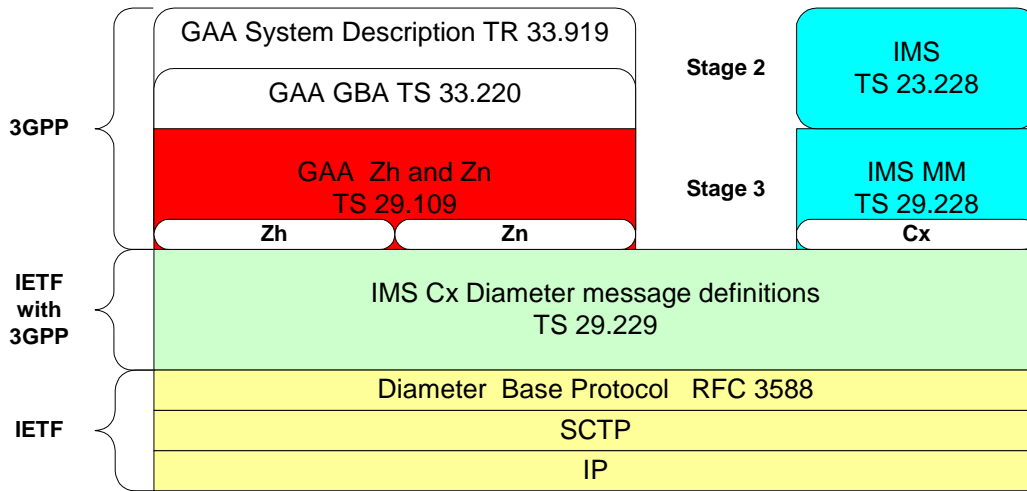 GAA System Description TR 33.919
GAA GBA TS 33.220
Stage 2
IMS
TS 23.228
3GPP
GAA  Zh and Zn
TS 29.109
Stage 3
IMS MM
TS 29.228
Zh
Zn
Cx
IETF
with
3GPP
IMS Cx Diameter message definitions
TS 29.229
IETF
Diameter  Base Protocol   RFC 3588
SCTP
IP